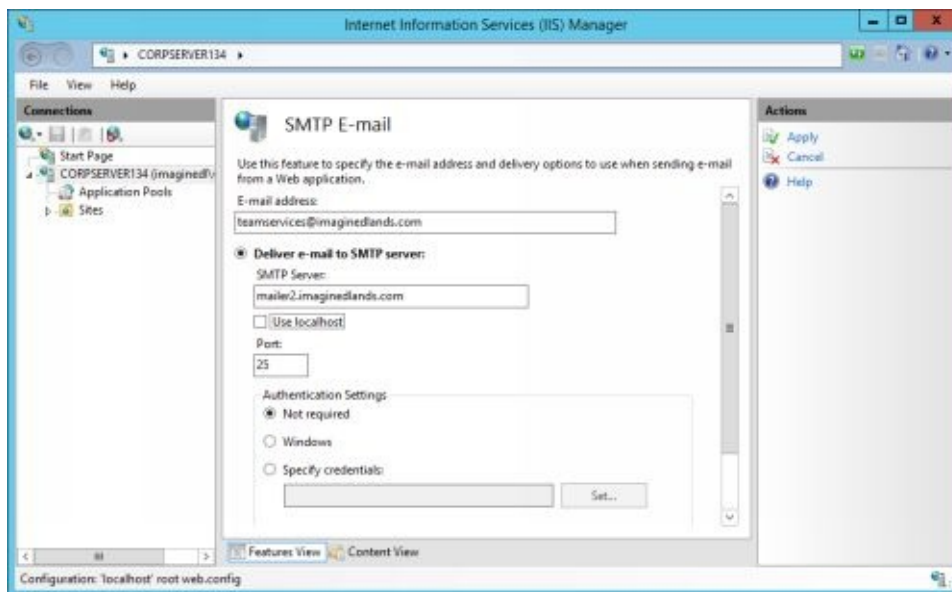 Internet Information Services (IIS) Manager
CORPSERVER134
File View Help
Connections
Start Page
CORPSERVER134 (imaginedl\
Application Pools
Sites
SMTP E-mail
Use this feature to specify the e-mail address and delivery options to use when sending e-mail
from a Web application.
E-mail address:
teamservices@imaginedlands.com
Deliver e-mail to SMTP server:
SMTP Server:
mailer2.imaginedlands.com
Use localhost
Port:
25
Authentication Settings
Not required
Windows
Specify credentials:
Set...
Features View Content View
Actions
Apply
Cancel
Help
Configuration: 'localhost' root web.config